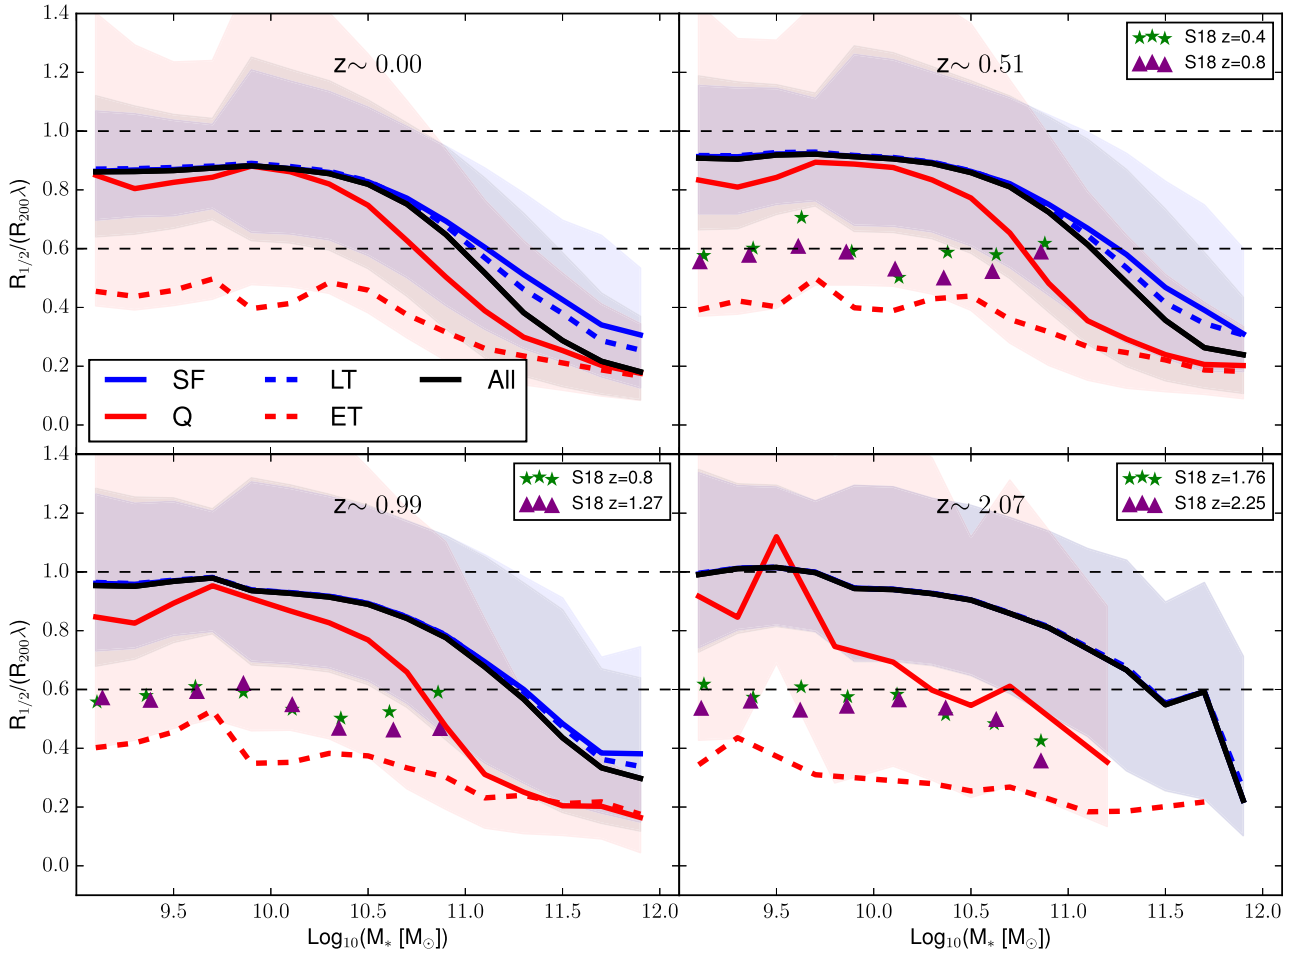 1.4
1.2
1.0
0.8
0.6
0.4
0.2
0.0
R1/2/(R200λ)
z∼ 0.00
SF
Q
LT
ET
All
z∼ 0.51
S18 z=0.4
S18 z=0.8
1.4
1.2
1.0
0.8
0.6
0.4
0.2
0.0
R1/2/(R200λ)
z∼ 0.99
S18 z=0.8
S18 z=1.27
z∼ 2.07
S18 z=1.76
S18 z=2.25
9.5 10.0 10.5 11.0 11.5 12.0
9.5 10.0 10.5 11.0 11.5 12.0
Log10(M* [M⊙])
Log10(M* [M⊙])